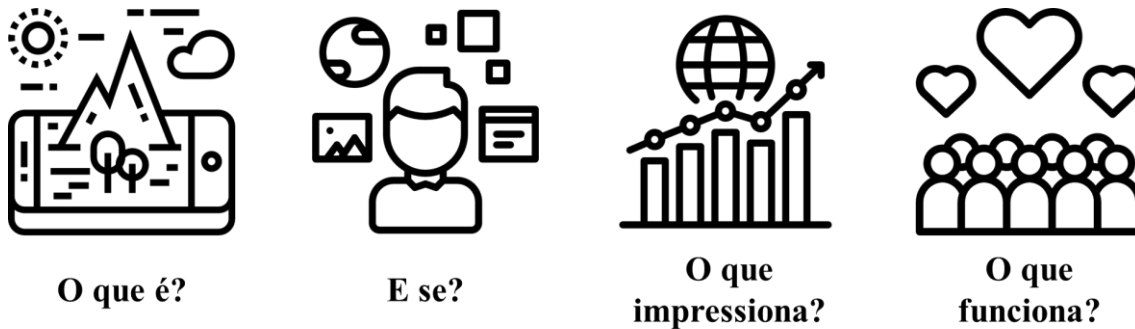 O que é?
E se?
O que
impressiona?
O que
funciona?